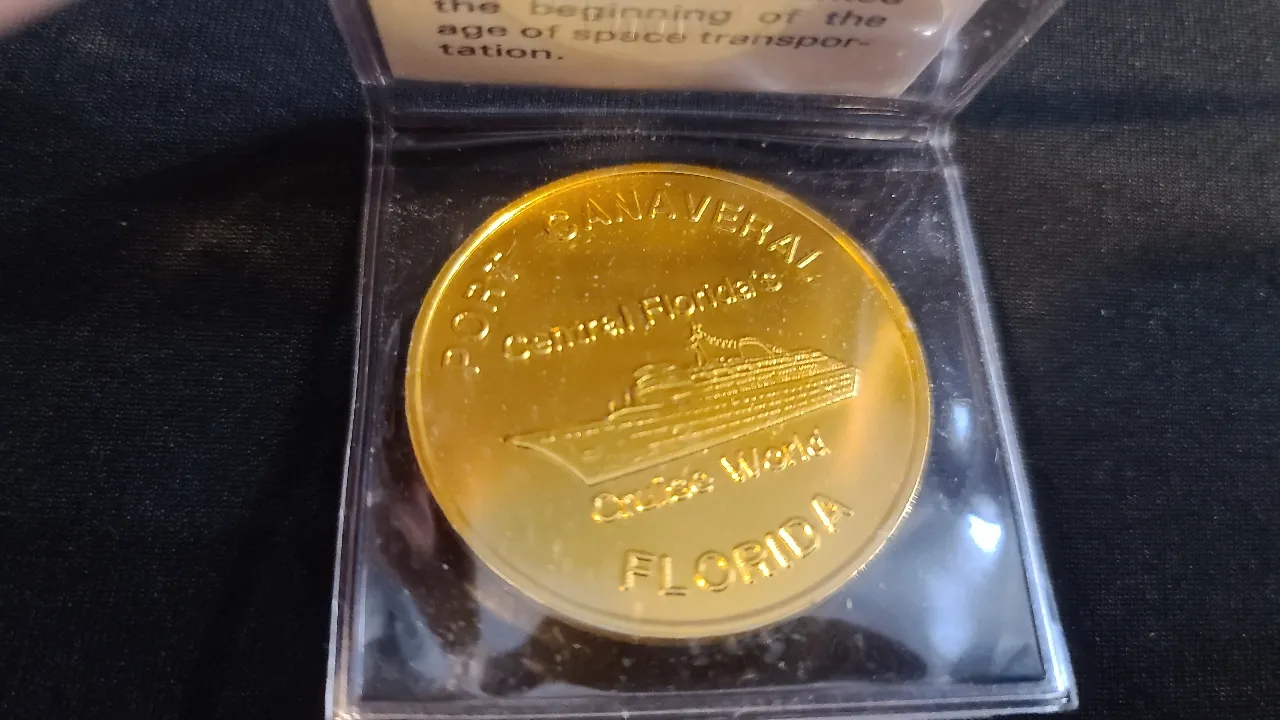 the beginning of the
age of space transpor-
tation.
PORT CANAVERAL
Central Florida's
Cruise World
FLORIDA